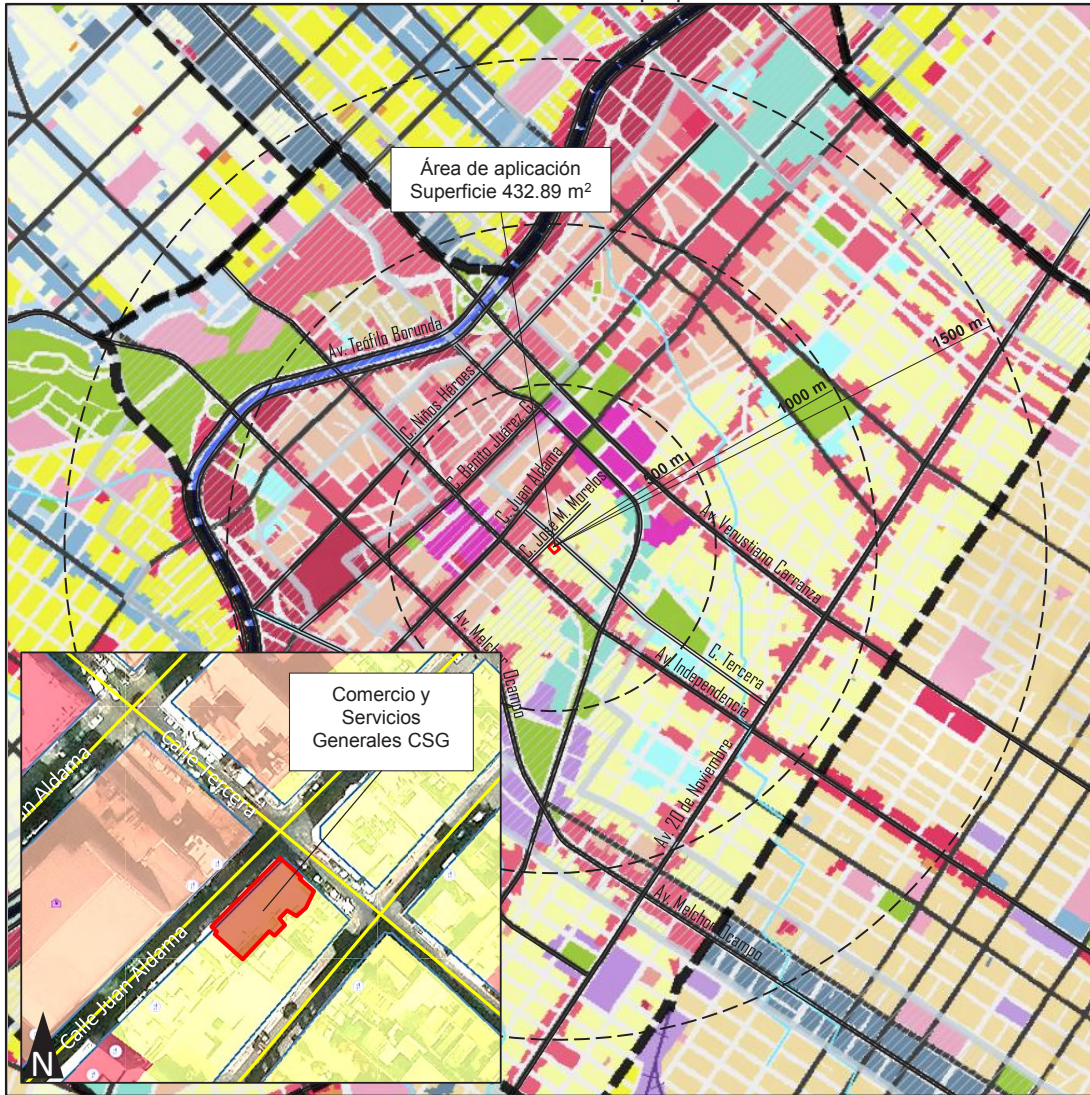 Área de aplicación
Superficie 432.89 m²
Av. Teófilo Borunda
C. Niños Héroes
C. Benito Juárez G.
C. Juan Aldama
C. José M. Morelos
500 m
1000 m
1500 m
Av. Venustiano Carranza
C. Tercera
Av. Independencia
Av. Melchor Ocampo
Av. 20 de Noviembre
Av. Melchor Ocampo
Comercio y
Servicios
Generales CSG
Aldama
Calle Tercera
Calle Juan Aldama
N